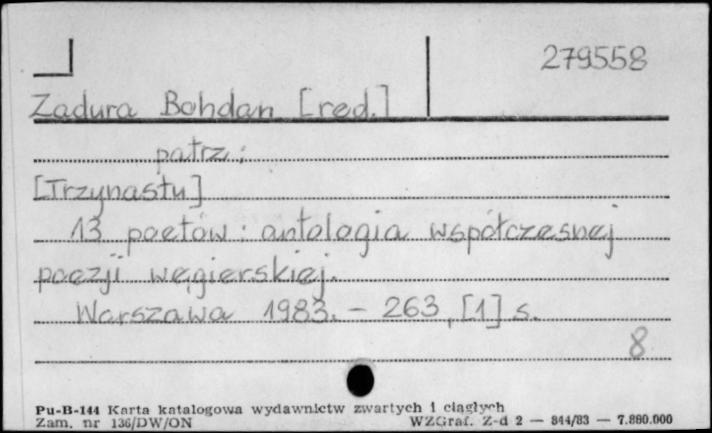 279558
Zadura Bohdan [red.]
patrz:
[Trzynastu]
13 poetów : antologia współczesnej
poezji węgierskiej.
Warszawa 1983. - 263, [1] s.
8
Pu-B-144 Karta katalogowa wydawnictw zwartych i ciągłych
Zam. nr 136/DW/ON WZGraf. Z-d 2 — 844/83 — 7.860.000